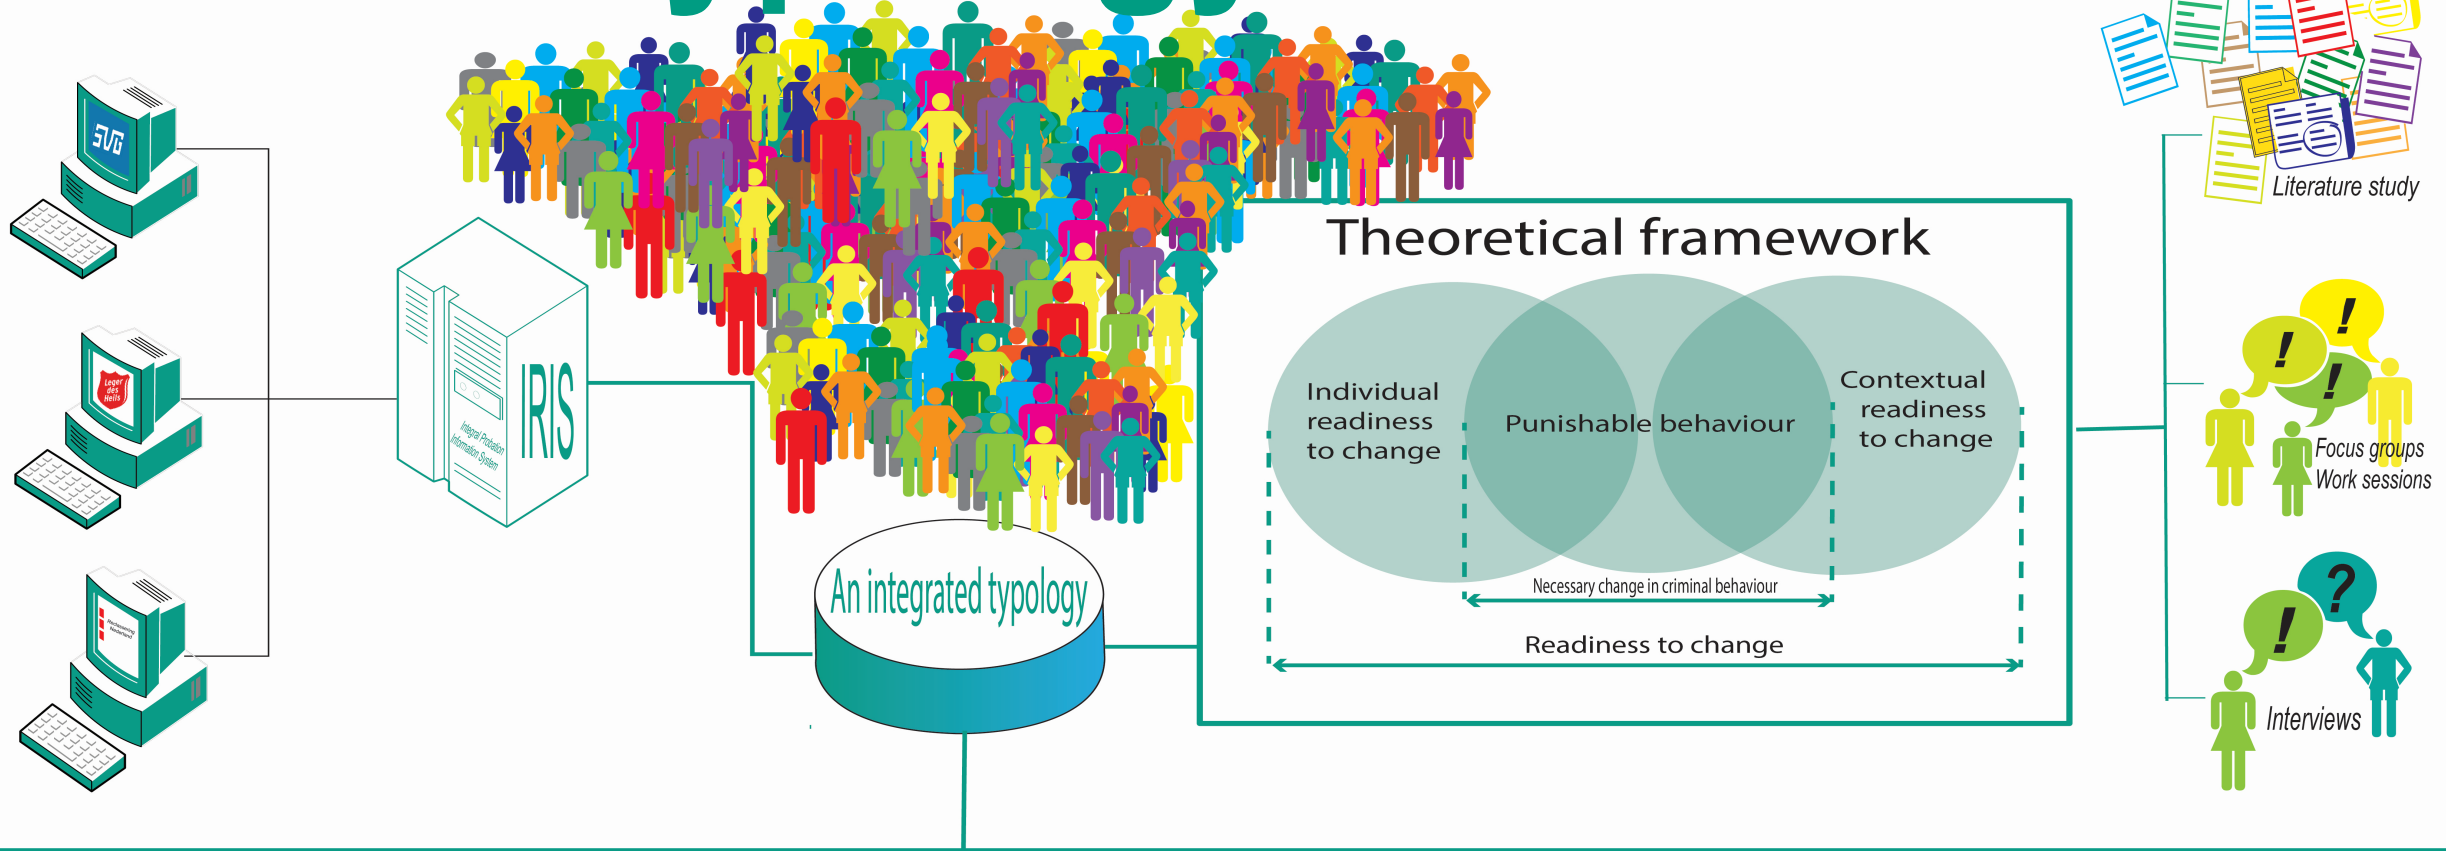 SVG
Leger
des
Heils
Reclassering
Nederland
Integral Probation
Information System
IRIS
An integrated typology
Theoretical framework
Individual
readiness
to change
Punishable behaviour
Contextual
readiness
to change
Necessary change in criminal behaviour
Readiness to change
Literature study
!
!
!
Focus groups
Work sessions
?
!
Interviews